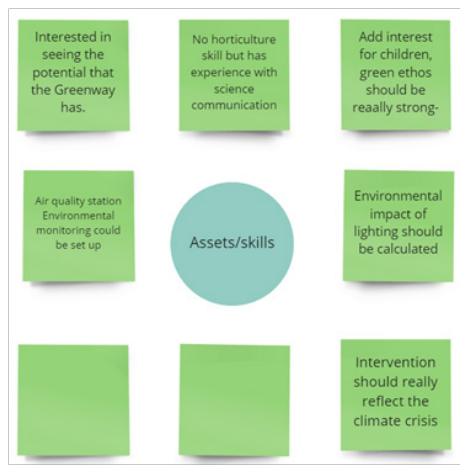 Interested in
seeing the
potential that
the Greenway
has.
No horticulture
skill but has
experience with
science
communication
Add interest
for children,
green ethos
should be
reaally strong-
Air quality station
Environmental
monitoring could
be set up
Assets/skills
Environmental
impact of
lighting should
be calculated
Intervention
should really
reflect the
climate crisis